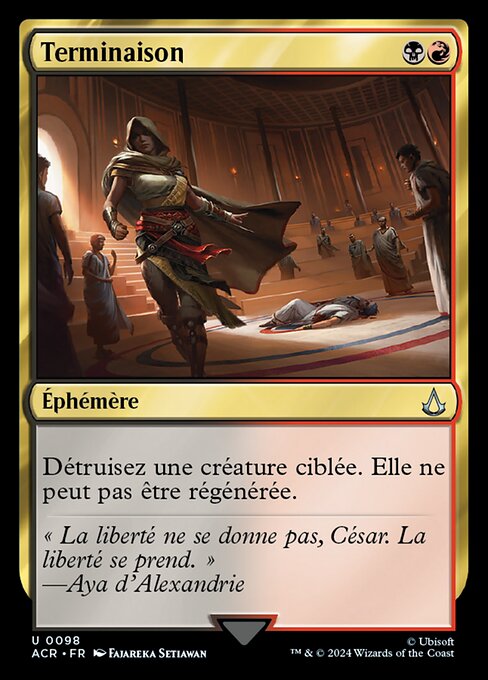 Terminaison
Éphémère
Détruisez une créature ciblée. Elle ne
peut pas être régénérée.
« La liberté ne se donne pas, César. La
liberté se prend. »
—Aya d'Alexandrie
U 0098
ACR • FR Fajareka Setiawan
© Ubisoft
™ & © 2024 Wizards of the Coast